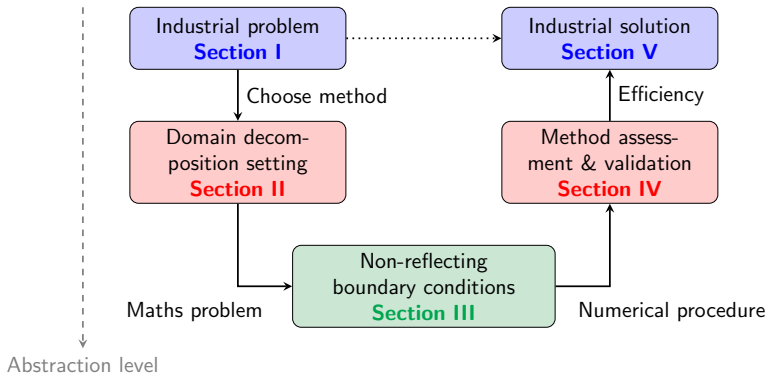 Industrial problem
Section I
Industrial solution
Section V
Choose method
Efficiency
Domain decom-
position setting
Section II
Method assess-
ment & validation
Section IV
Non-reflecting
boundary conditions
Section III
Maths problem
Numerical procedure
Abstraction level